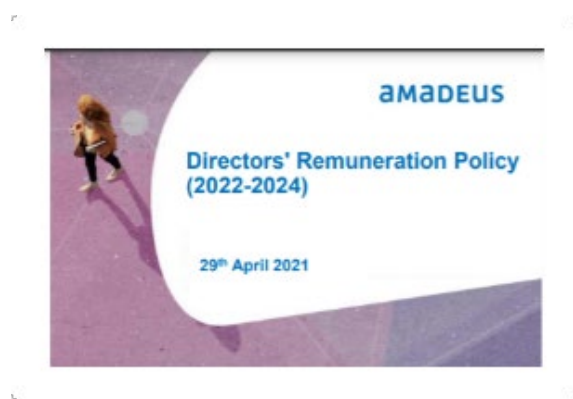 amadeus
Directors' Remuneration Policy
(2022-2024)
29th April 2021